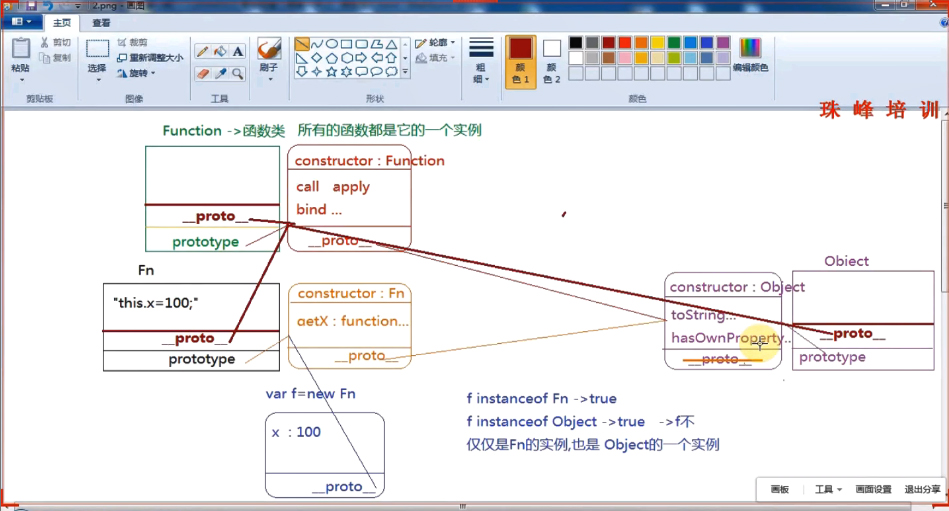 2.png - 画图
主页 查看
粘贴 剪切 复制
选择 裁剪 重新调整大小 旋转
A
刷子
轮廓 填充
粗细
颜色 1
颜色 2
编辑颜色
剪贴板 图像 工具 形状 颜色
珠峰培训
Function ->函数类 所有的函数都是它的一个实例
constructor : Function
call apply
bind ...
__proto__
prototype
__proto__
Fn
"this.x=100;"
__proto__
prototype
constructor : Fn
getX : function...
__proto__
Object
constructor : Object
toString...
hasOwnProperty..
__proto__
__proto__
prototype
var f=new Fn
x : 100
__proto__
f instanceof Fn ->true
f instanceof Object ->true ->f不
仅仅是Fn的实例,也是 Object的一个实例
画板 工具 画面设置 退出分享